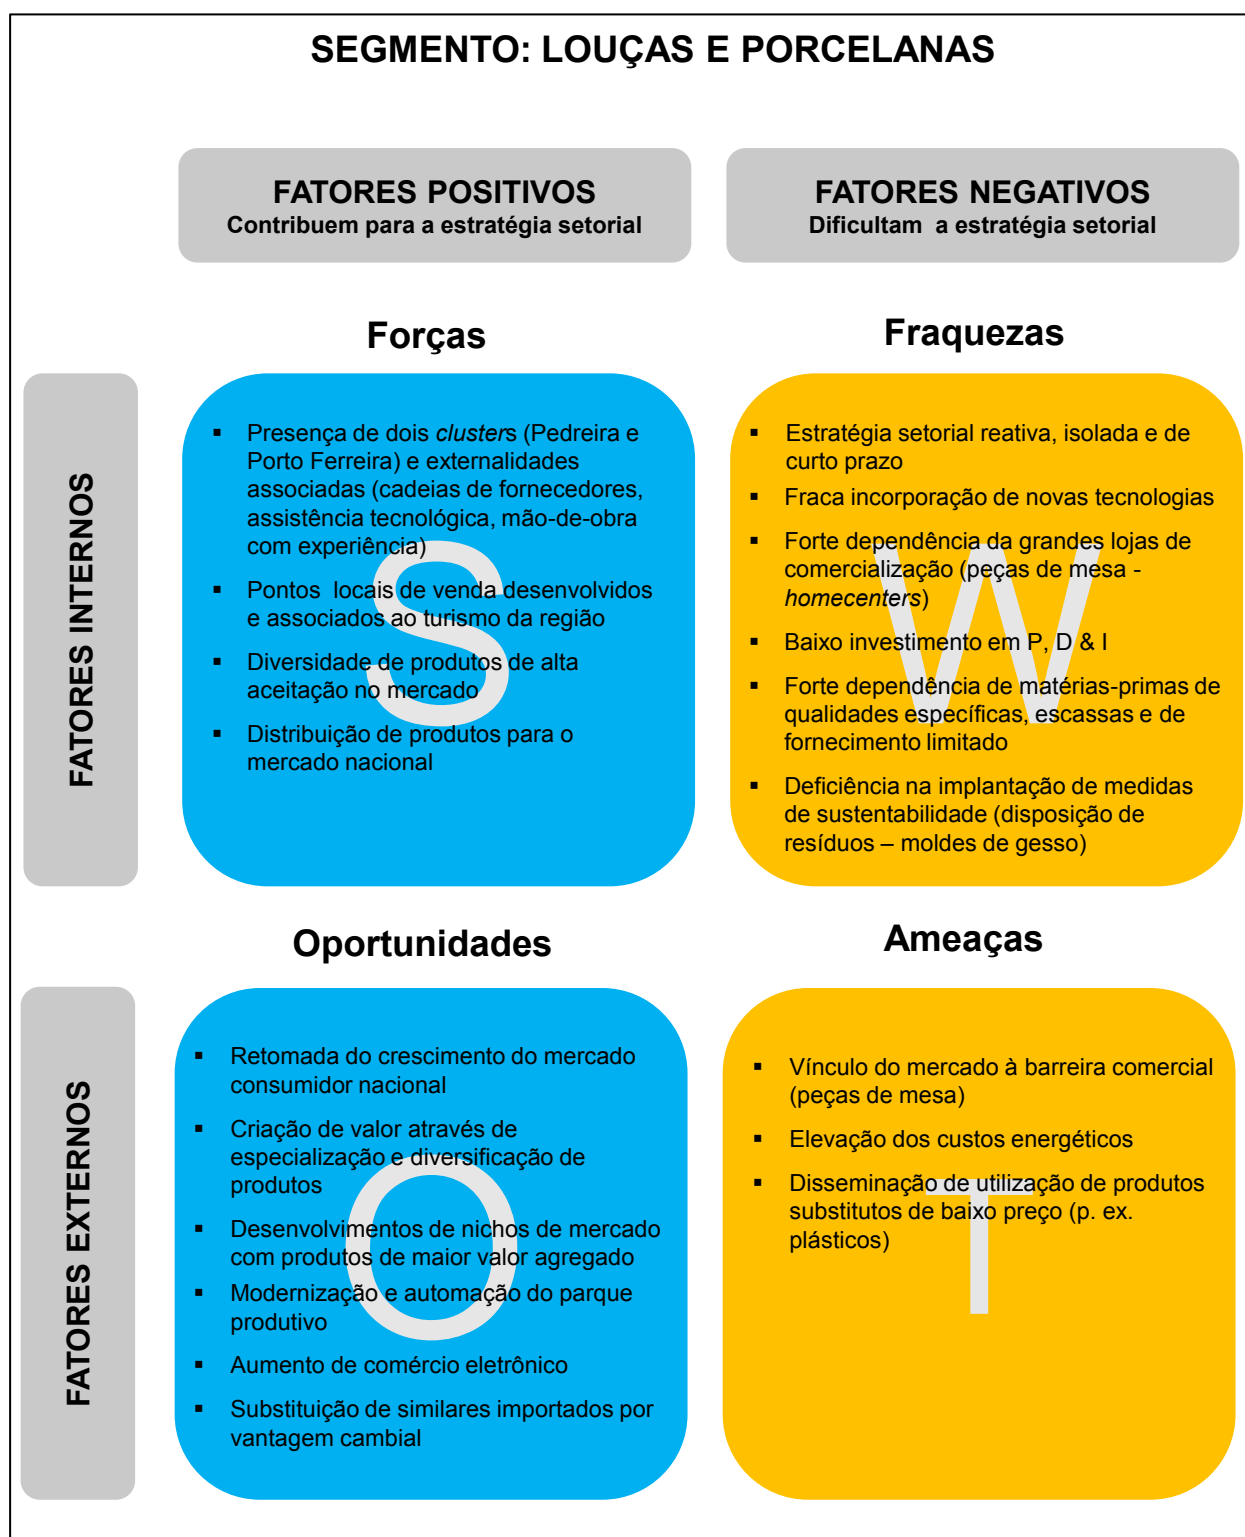 SEGMENTO: LOUÇAS E PORCELANAS
FATORES POSITIVOS
Contribuem para a estratégia setorial
FATORES NEGATIVOS
Dificultam a estratégia setorial
FATORES INTERNOS
Forças
S
▪ Presença de dois clusters (Pedreira e
Porto Ferreira) e externalidades
associadas (cadeias de fornecedores,
assistência tecnológica, mão-de-obra
com experiência)
▪ Pontos locais de venda desenvolvidos
e associados ao turismo da região
▪ Diversidade de produtos de alta
aceitação no mercado
▪ Distribuição de produtos para o
mercado nacional
Fraquezas
W
▪ Estratégia setorial reativa, isolada e de
curto prazo
▪ Fraca incorporação de novas tecnologias
▪ Forte dependência da grandes lojas de
comercialização (peças de mesa -
homecenters)
▪ Baixo investimento em P, D & I
▪ Forte dependência de matérias-primas de
qualidades específicas, escassas e de
fornecimento limitado
▪ Deficiência na implantação de medidas
de sustentabilidade (disposição de
resíduos – moldes de gesso)
FATORES EXTERNOS
Oportunidades
O
▪ Retomada do crescimento do mercado
consumidor nacional
▪ Criação de valor através de
especialização e diversificação de
produtos
▪ Desenvolvimentos de nichos de mercado
com produtos de maior valor agregado
▪ Modernização e automação do parque
produtivo
▪ Aumento de comércio eletrônico
▪ Substituição de similares importados por
vantagem cambial
Ameaças
T
▪ Vínculo do mercado à barreira comercial
(peças de mesa)
▪ Elevação dos custos energéticos
▪ Disseminação de utilização de produtos
substitutos de baixo preço (p. ex.
plásticos)